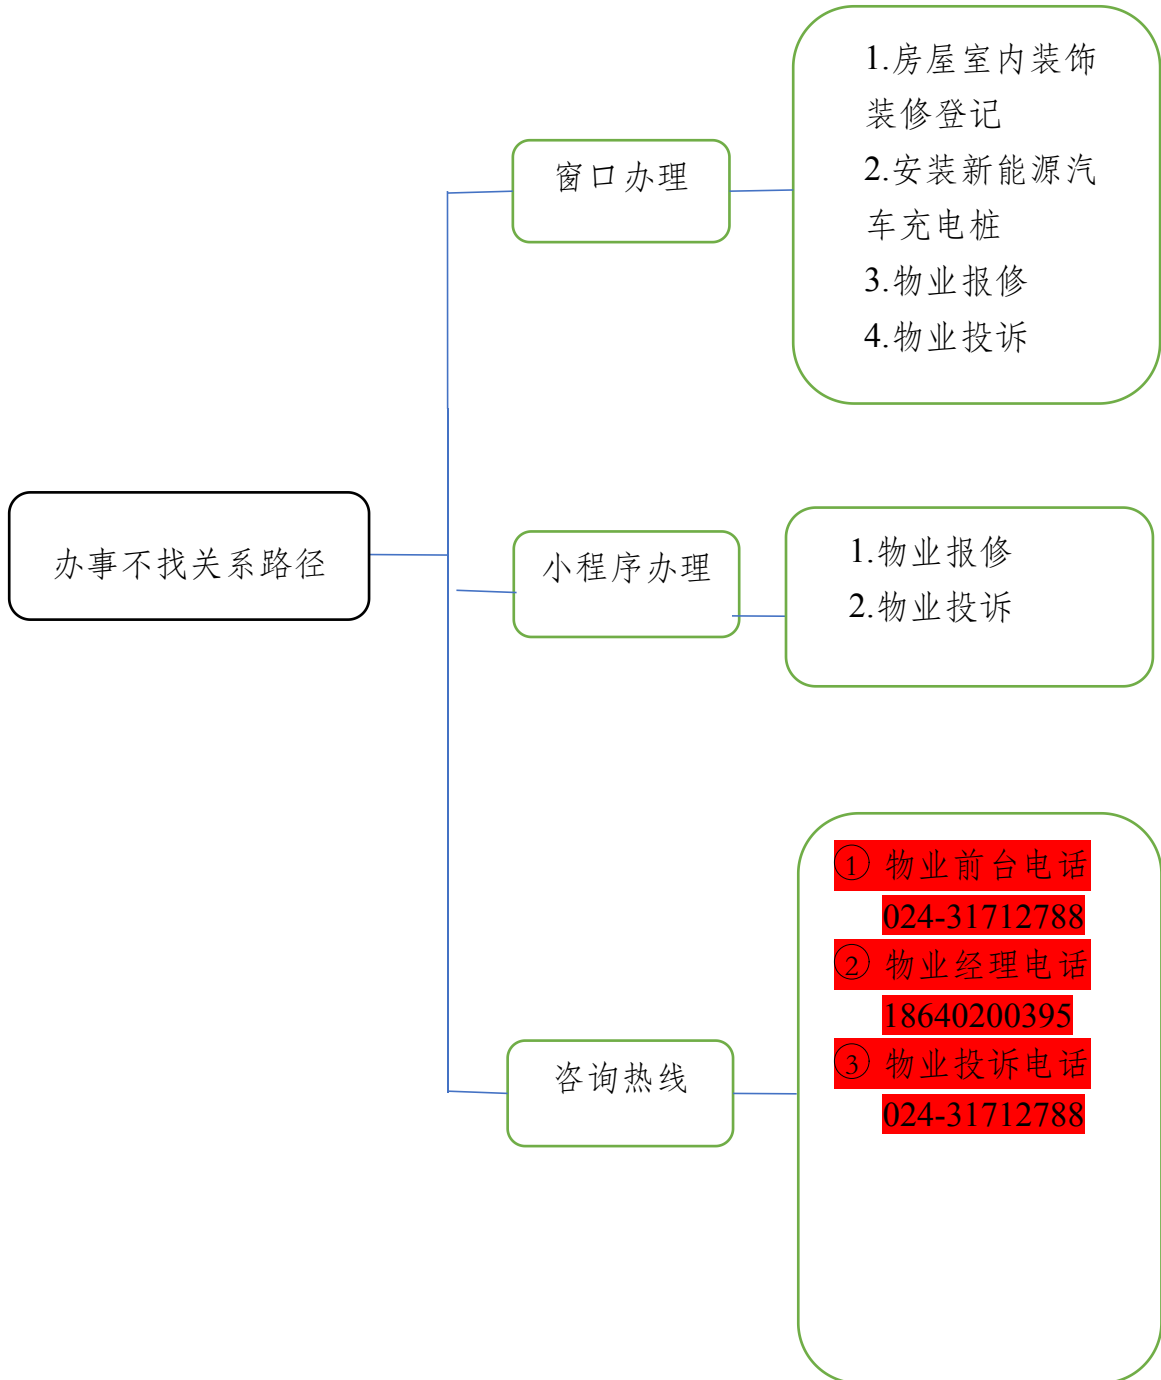 办事不找关系路径
窗口办理
1.房屋室内装饰
装修登记
2.安装新能源汽
车充电桩
3.物业报修
4.物业投诉
小程序办理
1.物业报修
2.物业投诉
咨询热线
① 物业前台电话
024-31712788
② 物业经理电话
18640200395
③ 物业投诉电话
024-31712788